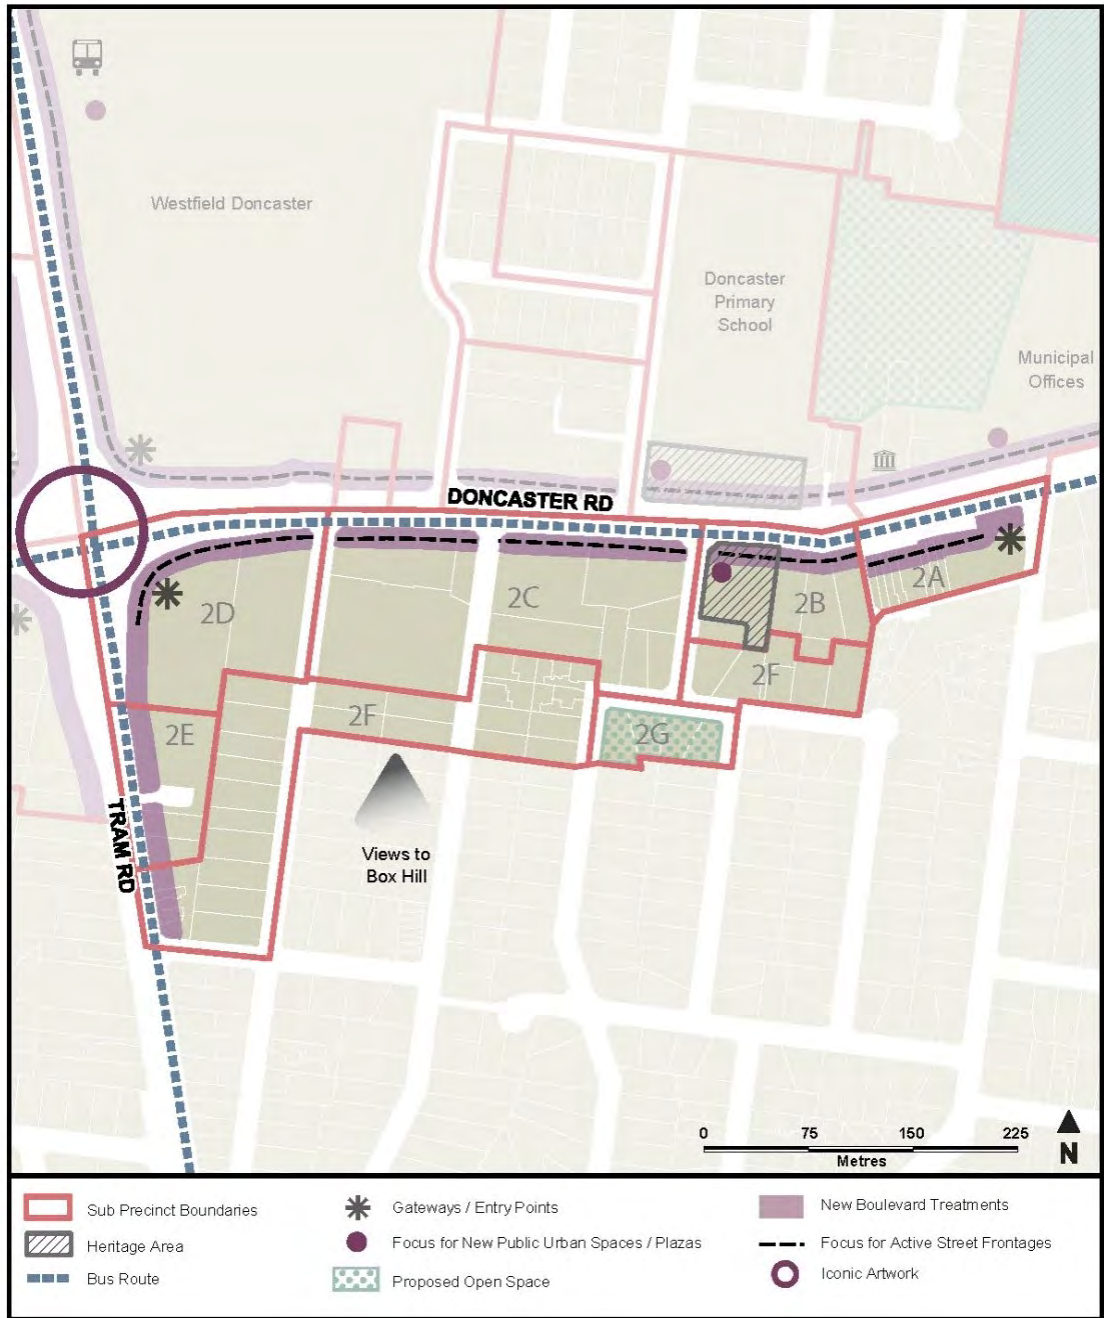 Westfield Doncaster
Doncaster
Primary
School
Municipal
Offices
DONCASTER RD
2A
2B
2C
2D
2F
2F
2G
2E
TRAM RD
Views to
Box Hill
0 75 150 225
Metres
N
Sub Precinct Boundaries
Gateways / Entry Points
New Boulevard Treatments
Heritage Area
Focus for New Public Urban Spaces / Plazas
Focus for Active Street Frontages
Bus Route
Proposed Open Space
Iconic Artwork